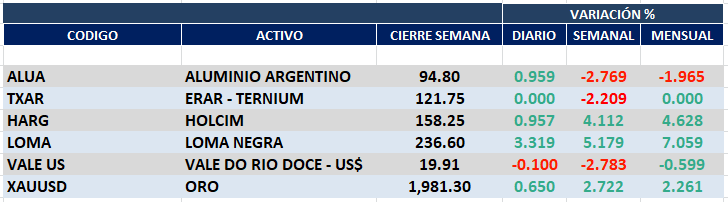 VARIACIÓN %
CODIGO ACTIVO CIERRE SEMANA DIARIO SEMANAL MENSUAL
ALUA ALUMINIO ARGENTINO 94.80 0.959 -2.769 -1.965
TXAR ERAR - TERNIUM 121.75 0.000 -2.209 0.000
HARG HOLCIM 158.25 0.957 4.112 4.628
LOMA LOMA NEGRA 236.60 3.319 5.179 7.059
VALE US VALE DO RIO DOCE - US$ 19.91 -0.100 -2.783 -0.599
XAUUSD ORO 1,981.30 0.650 2.722 2.261